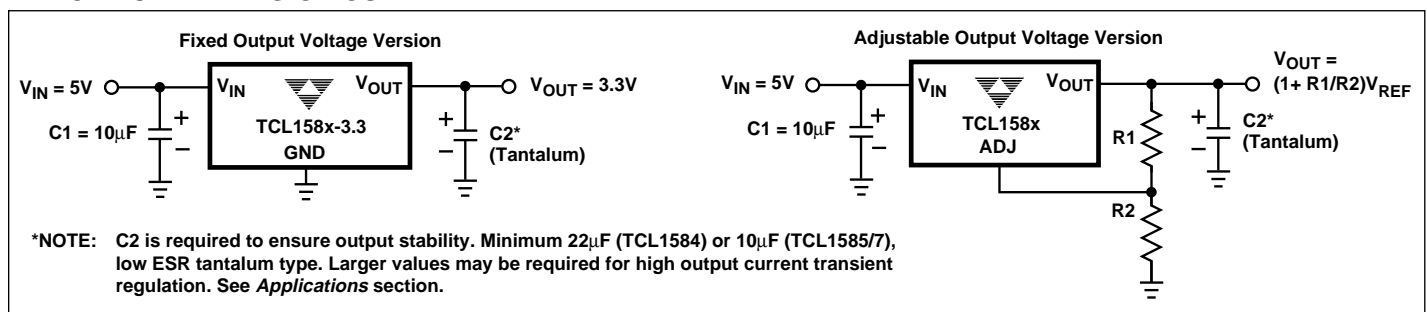 Fixed Output Voltage Version
VIN = 5V
VIN
VOUT
VOUT = 3.3V
C1 = 10µF
+
−
TCL158x-3.3
GND
+
−
C2*
(Tantalum)
Adjustable Output Voltage Version
VIN = 5V
VIN
VOUT
VOUT =
(1+ R1/R2)VREF
C1 = 10µF
+
−
TCL158x
ADJ
R1
+
−
C2*
(Tantalum)
R2
*NOTE: C2 is required to ensure output stability. Minimum 22µF (TCL1584) or 10µF (TCL1585/7),
low ESR tantalum type. Larger values may be required for high output current transient
regulation. See Applications section.